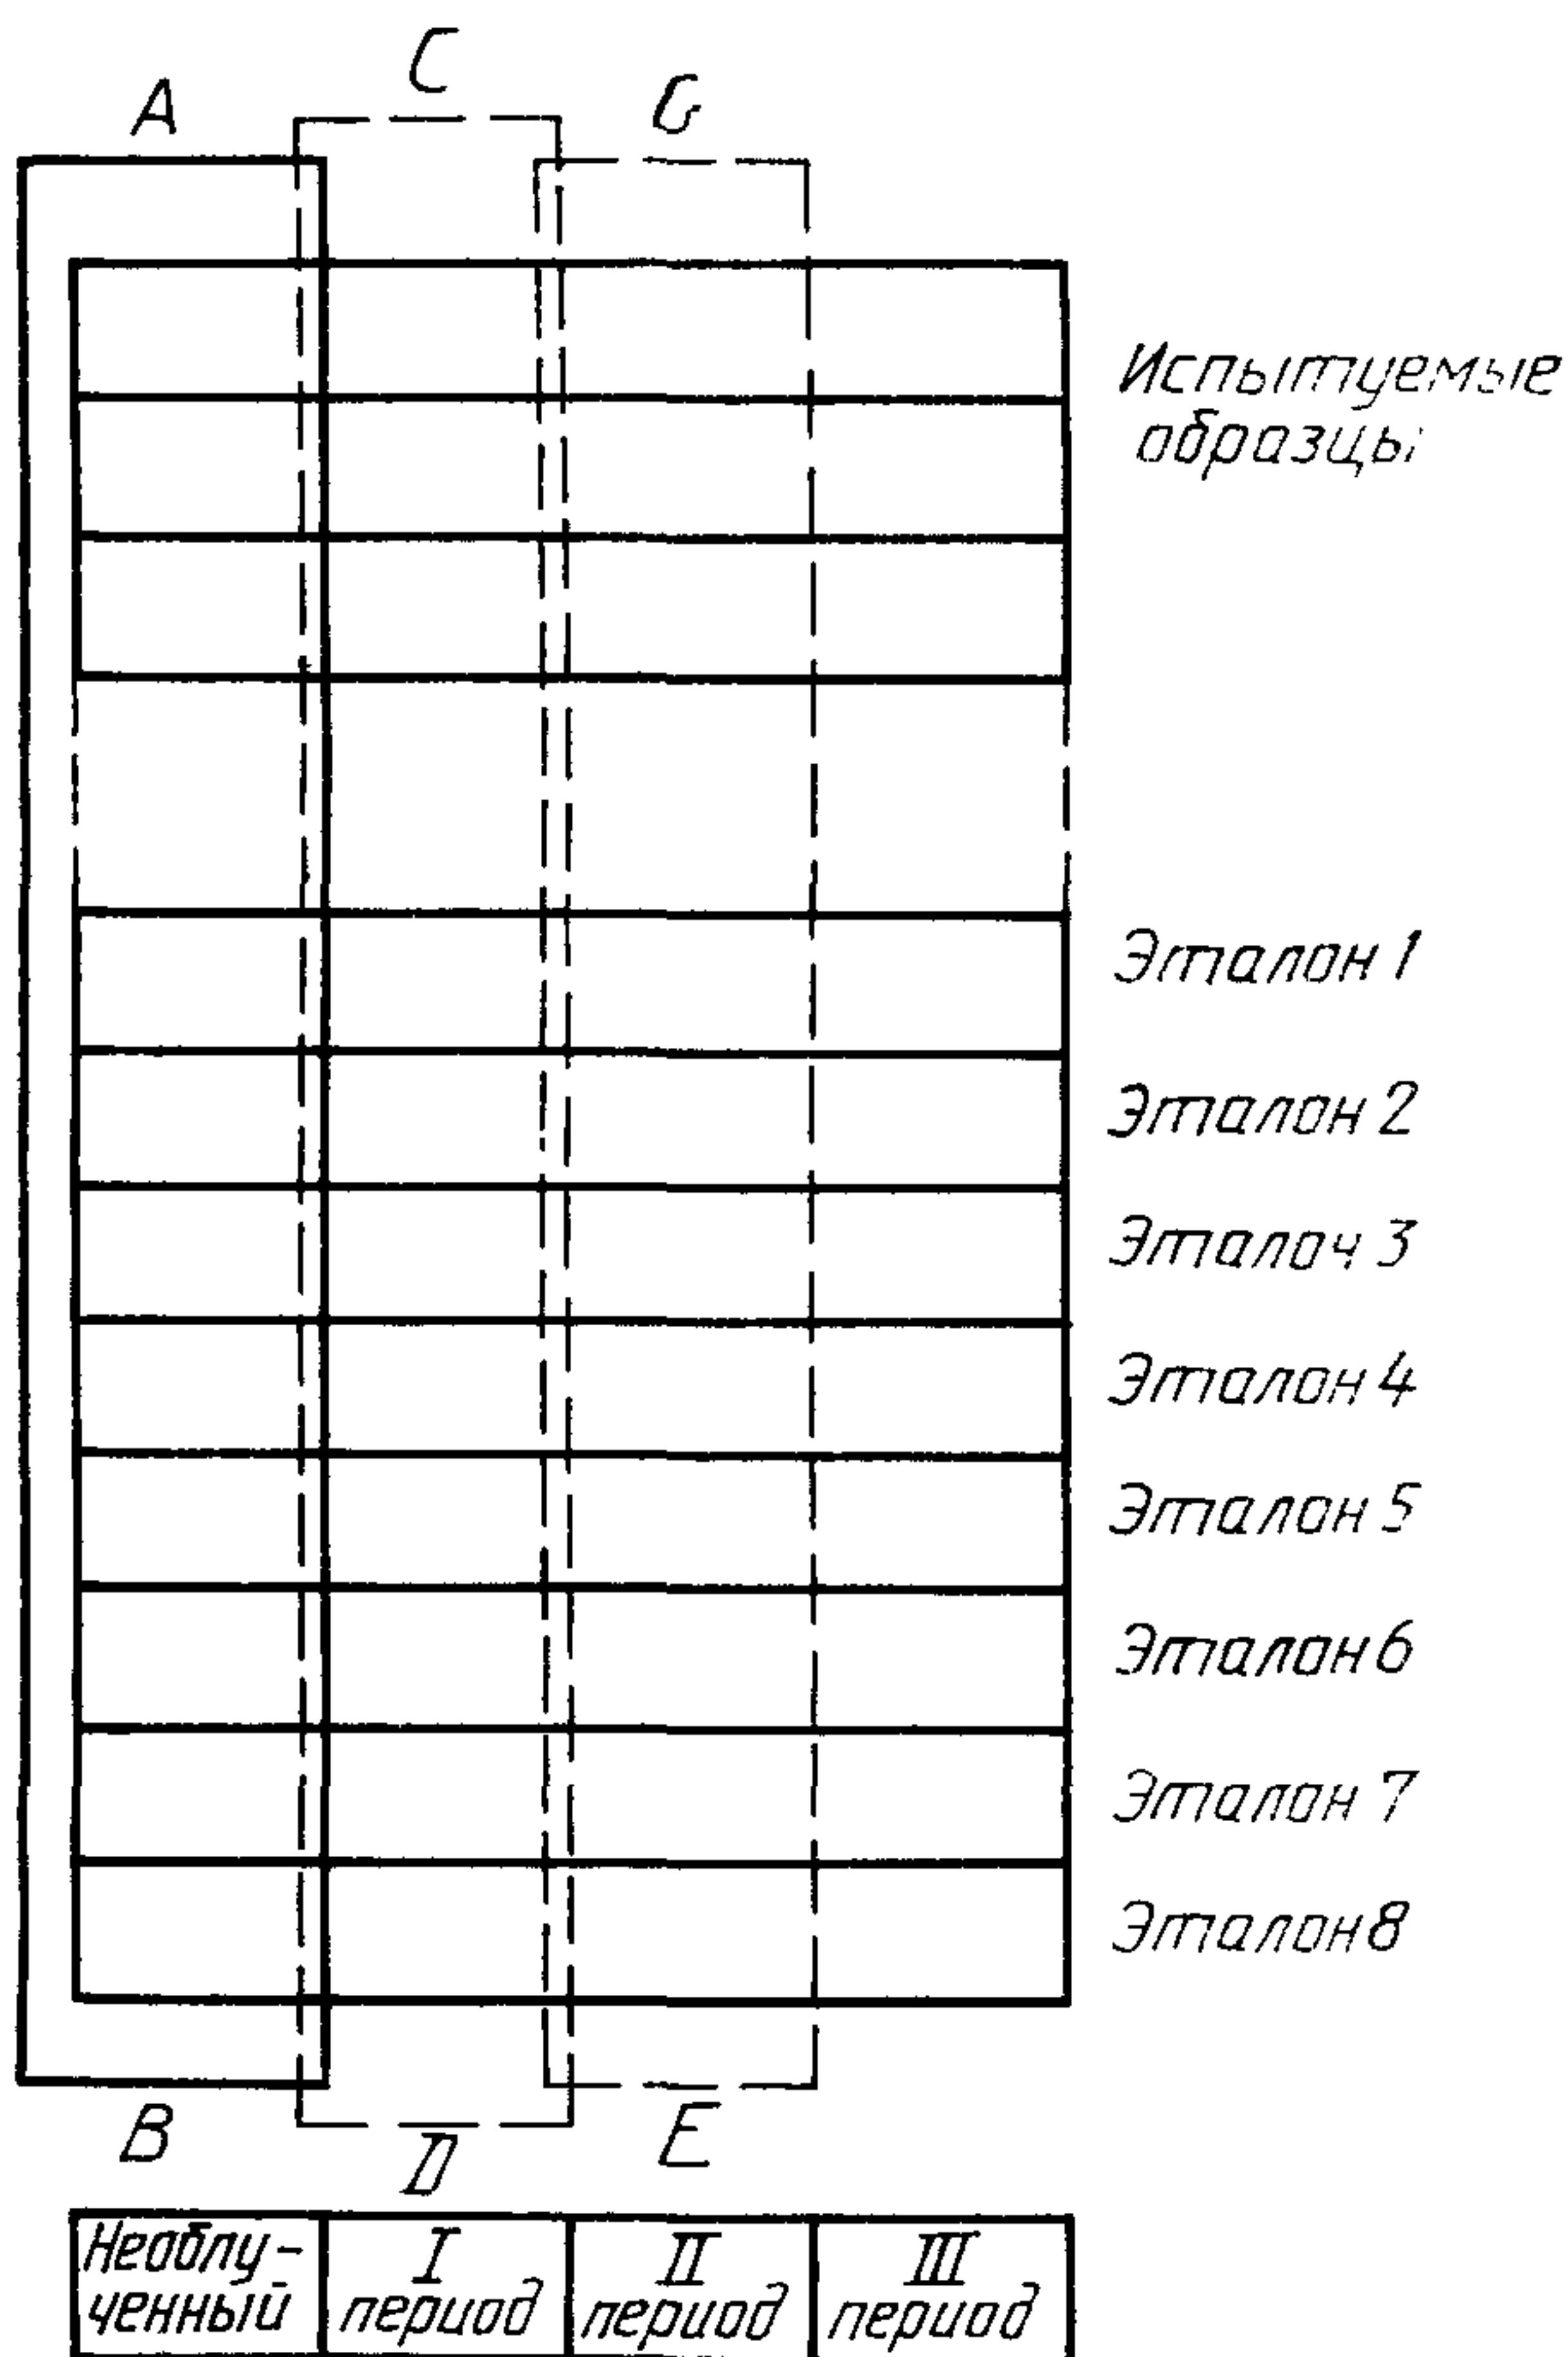 C
A
G
Испытуемые
образцы
Эталон 1
Эталон 2
Эталон 3
Эталон 4
Эталон 5
Эталон 6
Эталон 7
Эталон 8
B
D
E
Необлу-
ченный
I
период
II
период
III
период